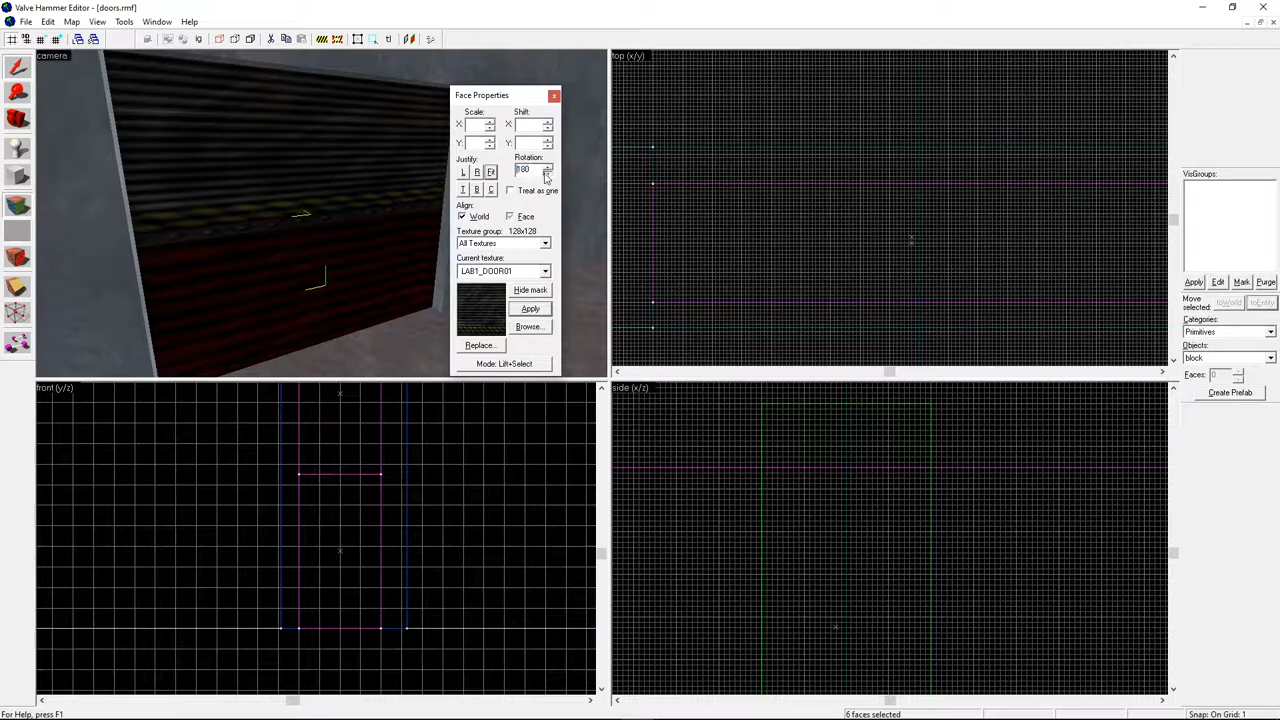 Valve Hammer Editor - [doors.rmf]
File Edit Map View Tools Window Help
camera
top (x/y)
Face Properties
Scale: Shift:
X: X:
Y: Y:
Justify: Rotation:
L R Fit 180
T B C Treat as one
Align:
World Face
Texture group: 128x128
All Textures
Current texture:
LAB1_DOOR01
Hide mask
Apply
Browse...
Replace...
Mode: Lift+Select
VisGroups:
Apply Edit Mark Purge
Move selected: toWorld toEntity
Categories:
Primitives
Objects:
block
Faces: 0
Create Prefab
front (y/z)
side (x/z)
For Help, press F1
6 faces selected
Snap: On Grid: 1